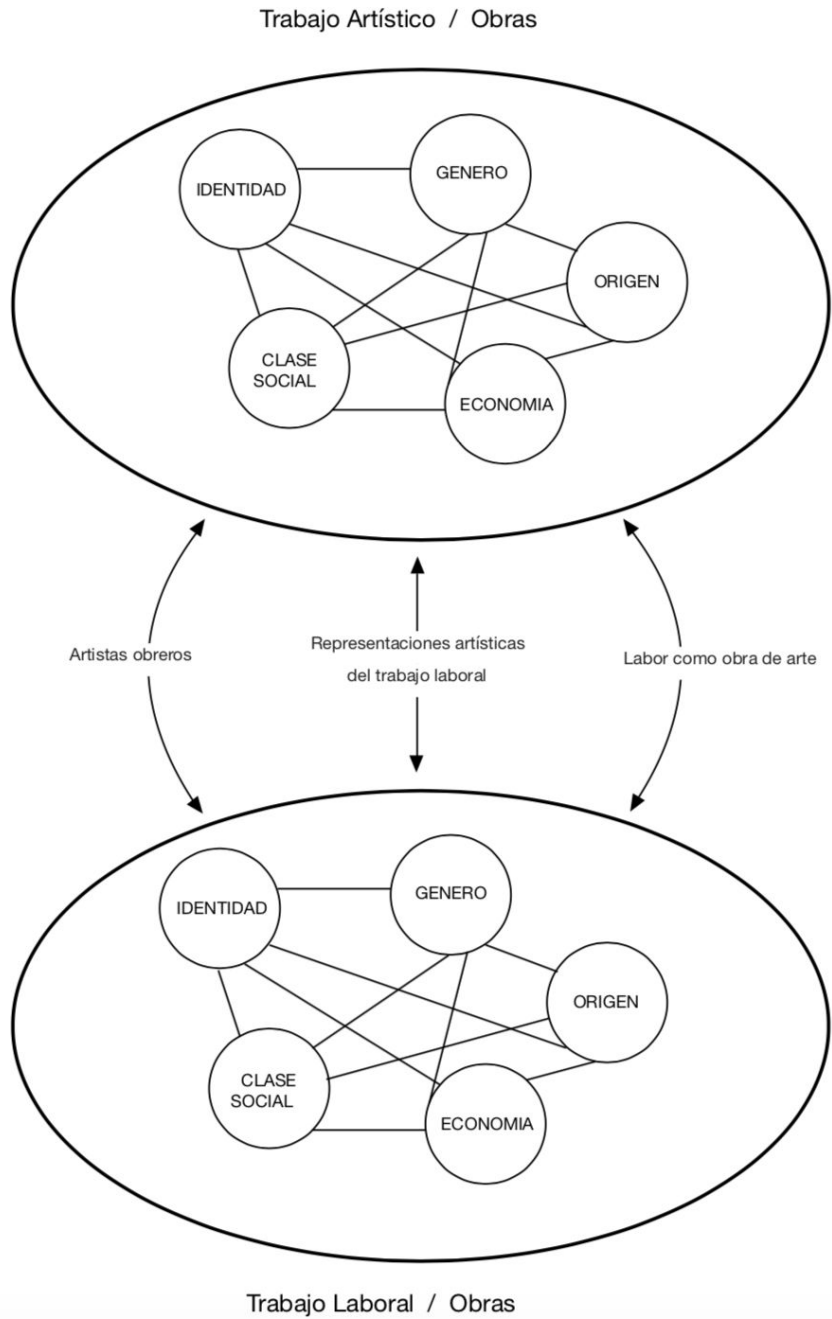 Trabajo Artístico / Obras
IDENTIDAD
GENERO
ORIGEN
CLASE
SOCIAL
ECONOMIA
Artistas obreros
Representaciones artísticas
del trabajo laboral
Labor como obra de arte
IDENTIDAD
GENERO
ORIGEN
CLASE
SOCIAL
ECONOMIA
Trabajo Laboral / Obras